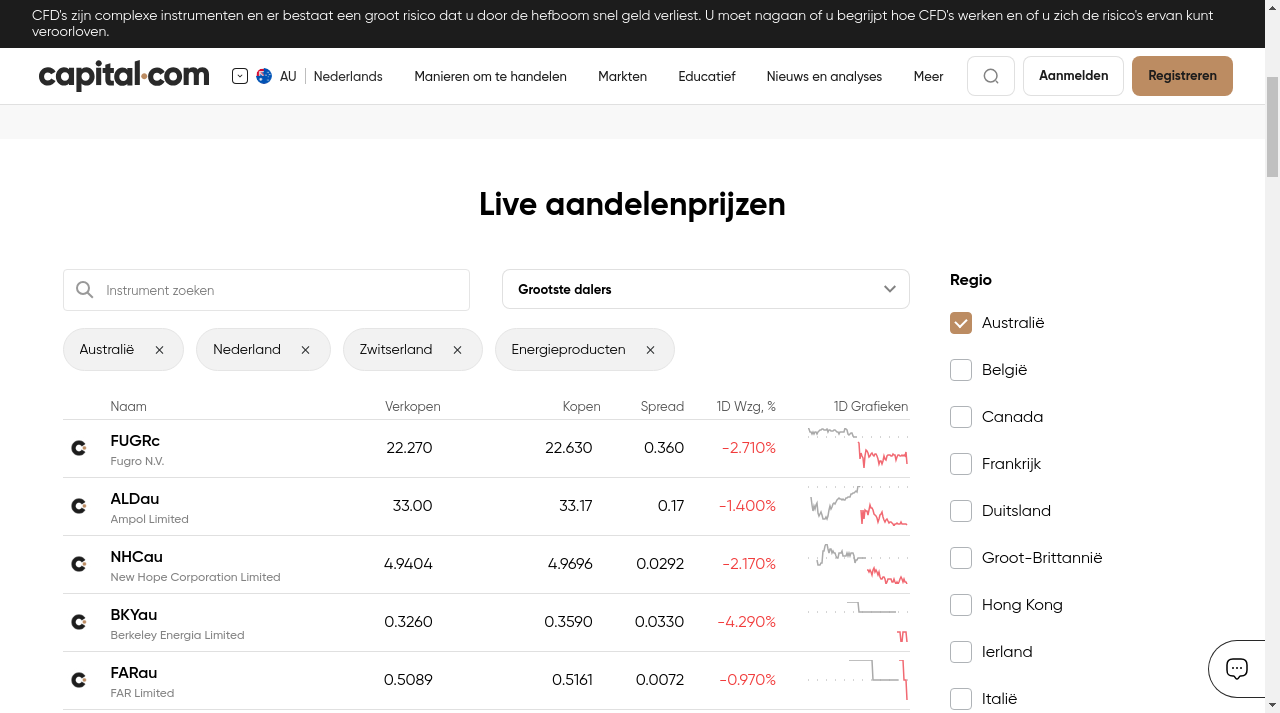 CFD's zijn complexe instrumenten en er bestaat een groot risico dat u door de hefboom snel geld verliest. U moet nagaan of u begrijpt hoe CFD's werken en of u zich de risico's ervan kunt
veroorloven.
capital.com
AU
Nederlands
Manieren om te handelen
Markten
Educatief
Nieuws en analyses
Meer
Aanmelden
Registreren
Live aandelenprijzen
Instrument zoeken
Grootste dalers
Australië
Nederland
Zwitserland
Energieproducten
Naam Verkopen Kopen Spread 1D Wzg, % 1D Grafieken
FUGRc 22.270 22.630 0.360 -2.710%
Fugro N.V.
ALDau 33.00 33.17 0.17 -1.400%
Ampol Limited
NHCau 4.9404 4.9696 0.0292 -2.170%
New Hope Corporation Limited
BKYau 0.3260 0.3590 0.0330 -4.290%
Berkeley Energia Limited
FARau 0.5089 0.5161 0.0072 -0.970%
FAR Limited
Regio
Australië
België
Canada
Frankrijk
Duitsland
Groot-Brittannië
Hong Kong
Ierland
Italië